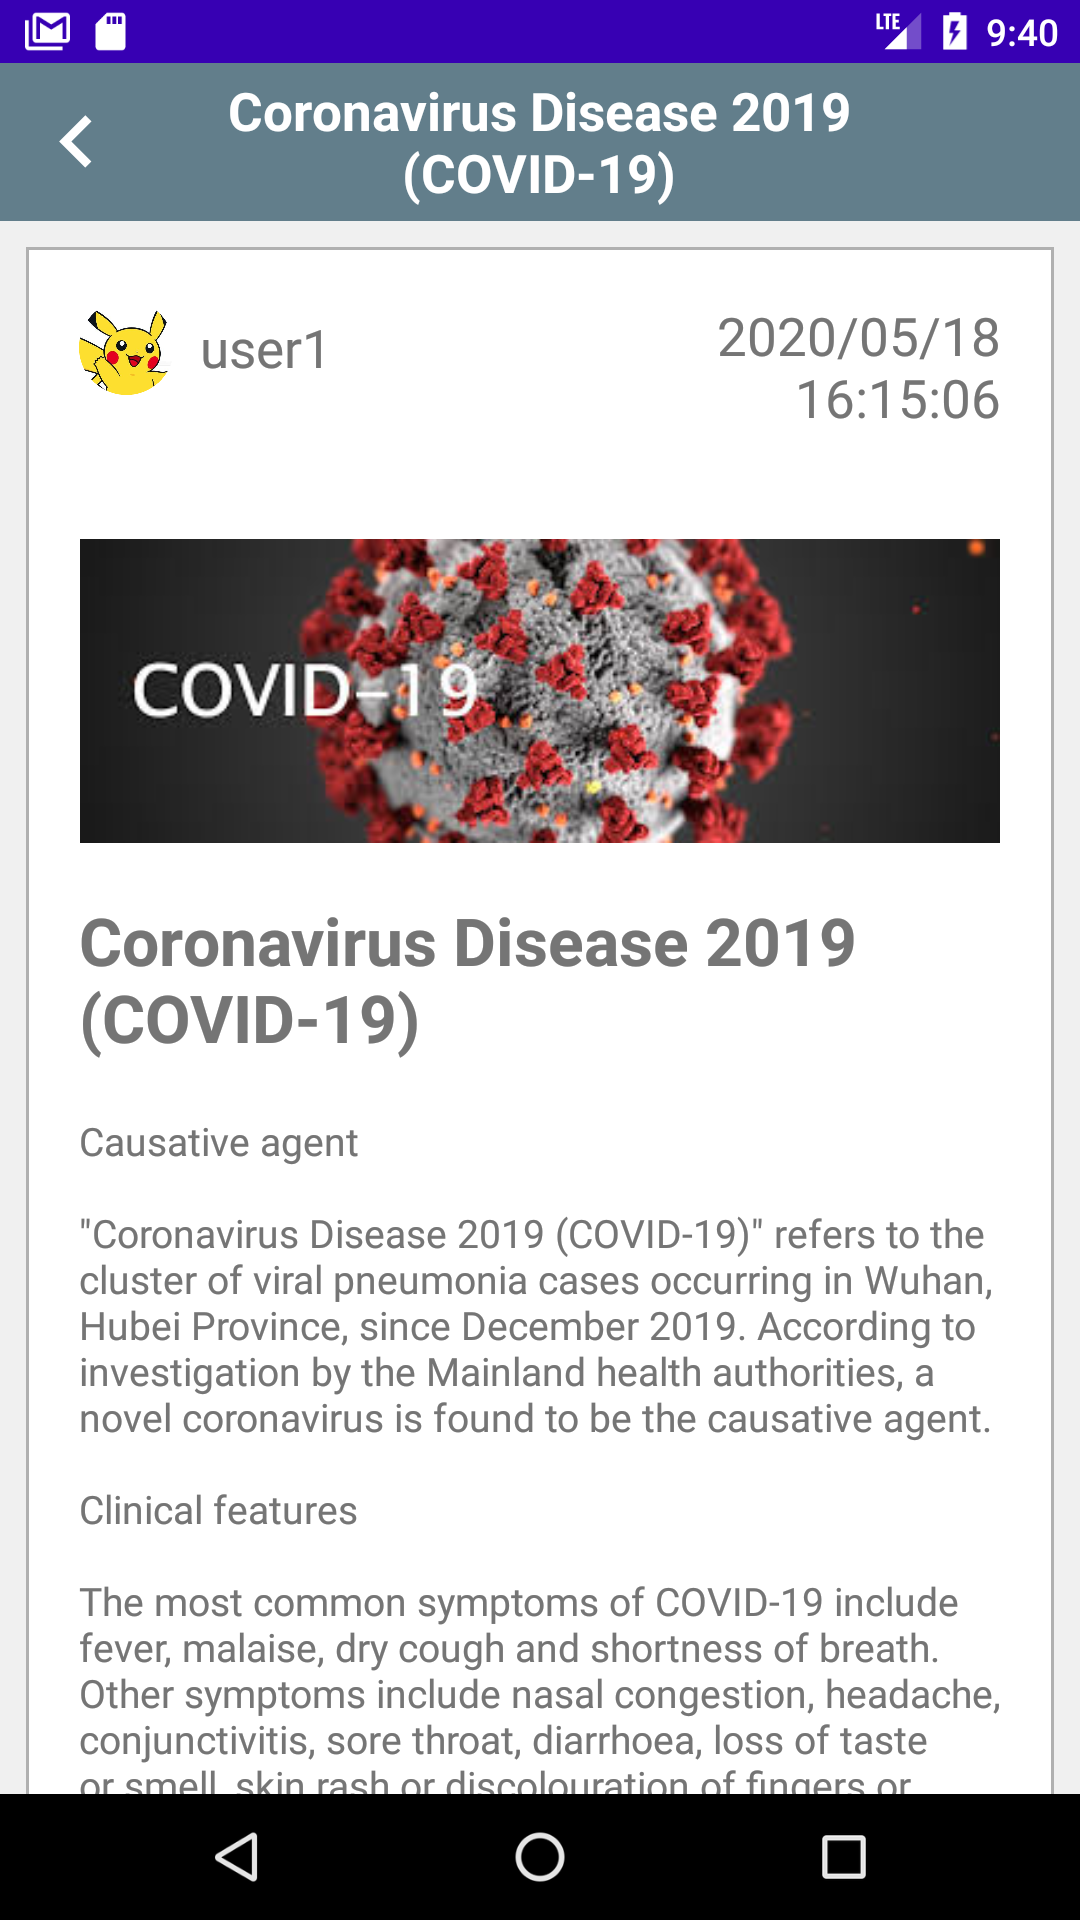 LTE 9:40
Coronavirus Disease 2019
(COVID-19)
user1
2020/05/18
16:15:06
COVID-19
Coronavirus Disease 2019
(COVID-19)
Causative agent
"Coronavirus Disease 2019 (COVID-19)" refers to the
cluster of viral pneumonia cases occurring in Wuhan,
Hubei Province, since December 2019. According to
investigation by the Mainland health authorities, a
novel coronavirus is found to be the causative agent.
Clinical features
The most common symptoms of COVID-19 include
fever, malaise, dry cough and shortness of breath.
Other symptoms include nasal congestion, headache,
conjunctivitis, sore throat, diarrhoea, loss of taste
or smell, skin rash or discolouration of fingers or